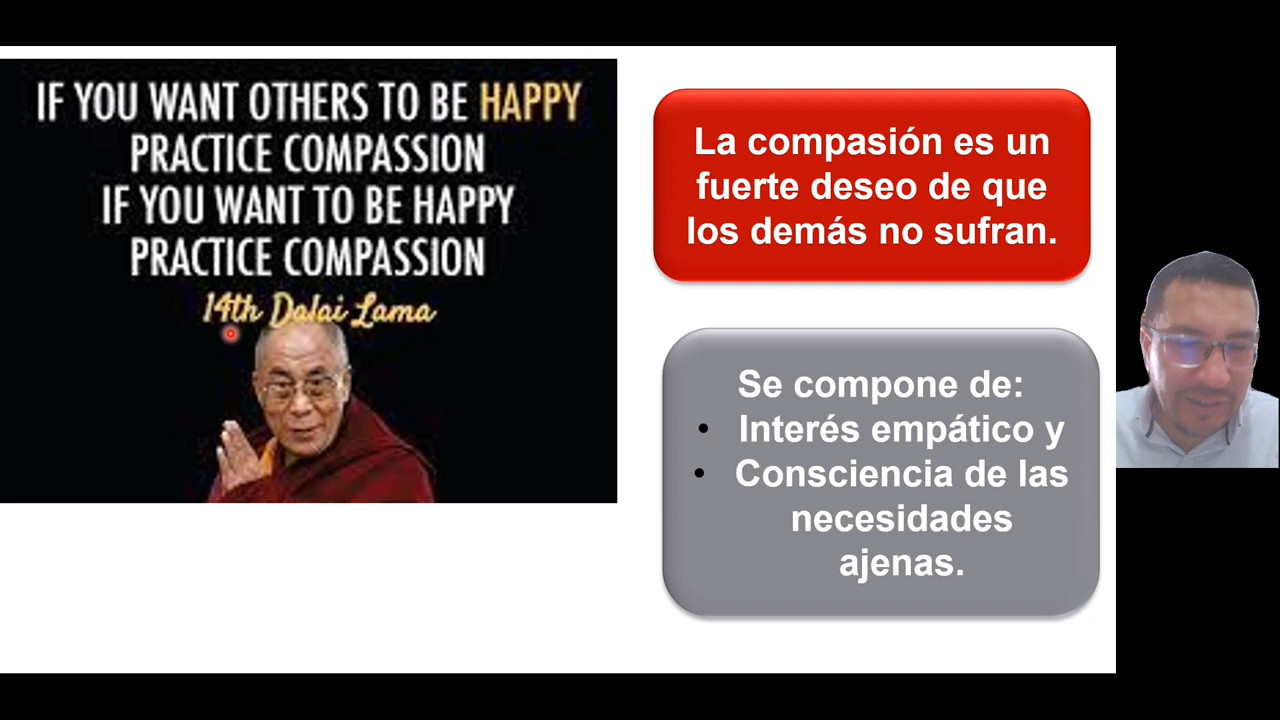 IF YOU WANT OTHERS TO BE HAPPY
PRACTICE COMPASSION
IF YOU WANT TO BE HAPPY
PRACTICE COMPASSION
14th Dalai Lama
La compasión es un
fuerte deseo de que
los demás no sufran.
Se compone de:
• Interés empático y
• Consciencia de las
necesidades
ajenas.